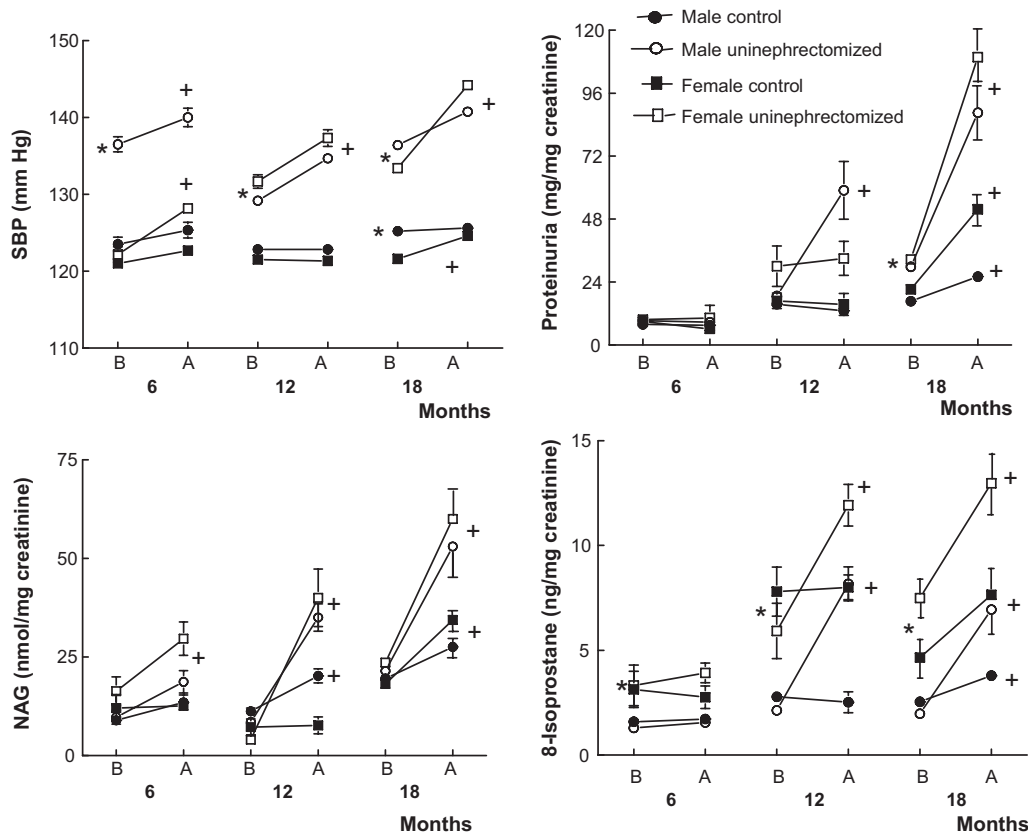 SBP (mm Hg)
150
140
130
120
110
+
*
+
*
+
*
*
+
+
B A B A B A
6 12 18
Months
Male control
Male uninephrectomized
Female control
Female uninephrectomized
Proteinuria (mg/mg creatinine)
120
96
72
48
24
0
+
*
+
+
+
B A B A B A
6 12 18
Months
NAG (nmol/mg creatinine)
75
50
25
0
+
+
+
+
+
B A B A B A
6 12 18
Months
8-Isoprostane (ng/mg creatinine)
15
10
5
0
*
*
+
+
*
+
+
+
B A B A B A
6 12 18
Months